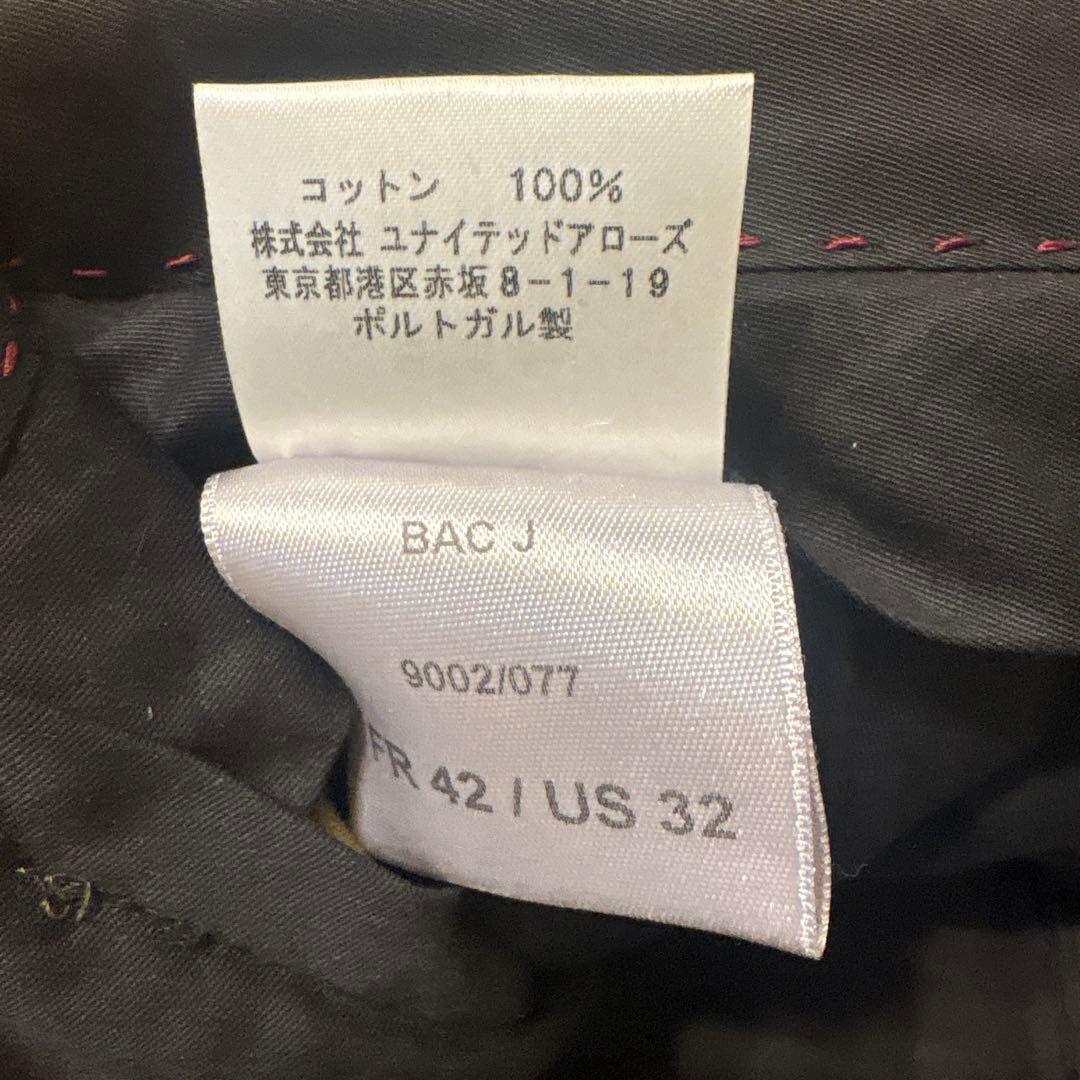 コットン 100%
株式会社 ユナイテッドアローズ
東京都港区赤坂8-1-19
ポルトガル製
BAC J
9002/077
FR 42 / US 32